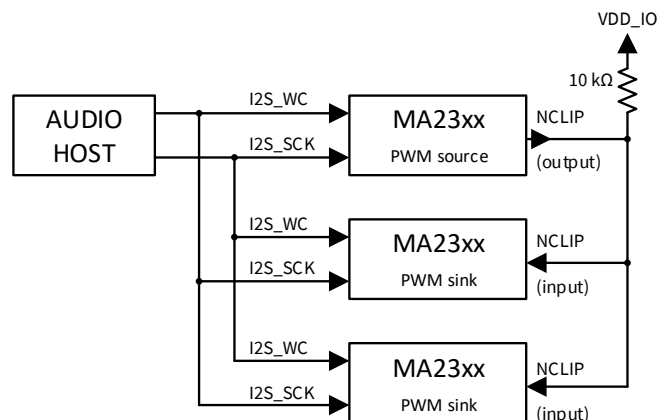 VDD_IO
10 kΩ
I2S_WC
AUDIO
HOST
MA23xx
NCLIP
I2S_SCK
PWM source
(output)
I2S_WC
MA23xx
NCLIP
I2S_SCK
PWM sink
(input)
I2S_WC
MA23xx
NCLIP
I2S_SCK
PWM sink
(input)